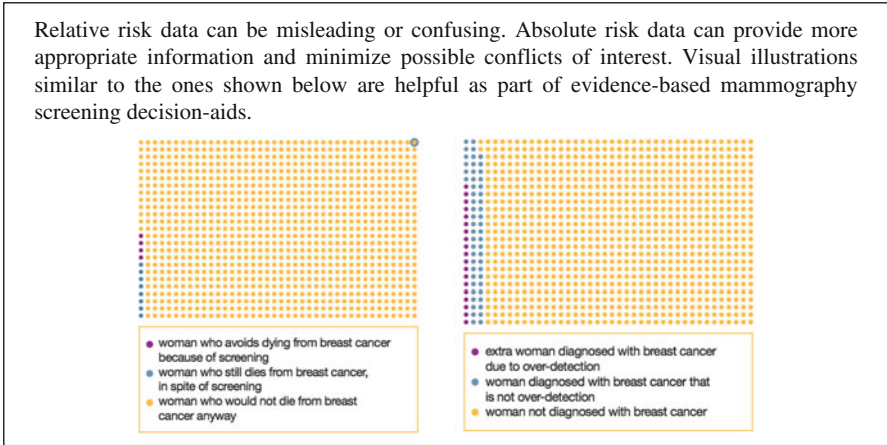 Relative risk data can be misleading or confusing. Absolute risk data can provide more
appropriate information and minimize possible conflicts of interest. Visual illustrations
similar to the ones shown below are helpful as part of evidence-based mammography
screening decision-aids.
woman who avoids dying from breast cancer
because of screening
woman who still dies from breast cancer,
in spite of screening
woman who would not die from breast
cancer anyway
extra woman diagnosed with breast cancer
due to over-detection
woman diagnosed with breast cancer that
is not over-detection
woman not diagnosed with breast cancer